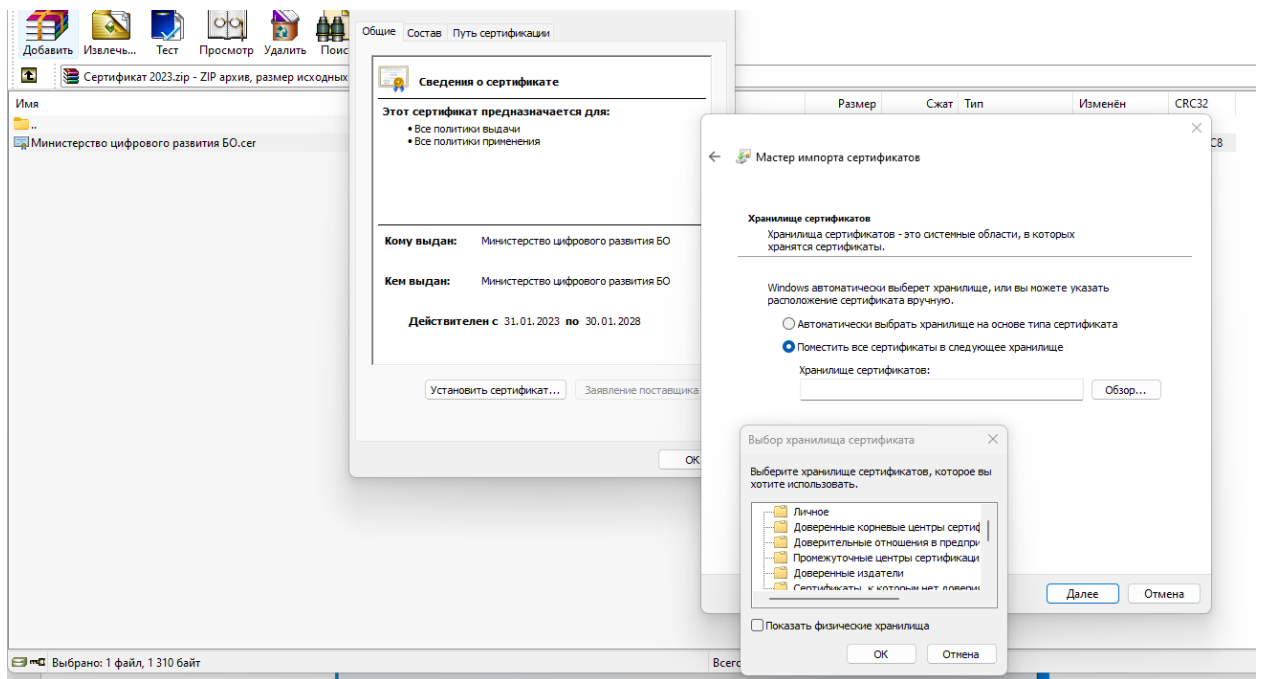 Добавить Извлечь... Тест Просмотр Удалить Поис
Сертификат 2023.zip - ZIP архив, размер исходных
Имя Размер Сжат Тип Изменён CRC32
..
Министерство цифрового развития БО.cer
C8
Общие Состав Путь сертификации
Сведения о сертификате
Этот сертификат предназначается для:
• Все политики выдачи
• Все политики применения
Кому выдан: Министерство цифрового развития БО
Кем выдан: Министерство цифрового развития БО
Действителен с 31.01.2023 по 30.01.2028
Установить сертификат... Заявление поставщика
ОК
Мастер импорта сертификатов
Хранилище сертификатов
Хранилища сертификатов - это системные области, в которых
хранятся сертификаты.
Windows автоматически выберет хранилище, или вы можете указать
расположение сертификата вручную.
Автоматически выбрать хранилище на основе типа сертификата
Поместить все сертификаты в следующее хранилище
Хранилище сертификатов:
Обзор...
Далее Отмена
Выбор хранилища сертификата
Выберите хранилище сертификатов, которое вы
хотите использовать.
Личное
Доверенные корневые центры сертиф
Доверительные отношения в предпри
Промежуточные центры сертификаци
Доверенные издатели
Сертификаты, к которым нет доверия
Показать физические хранилища
ОК Отмена
Выбрано: 1 файл, 1 310 байт
Всего